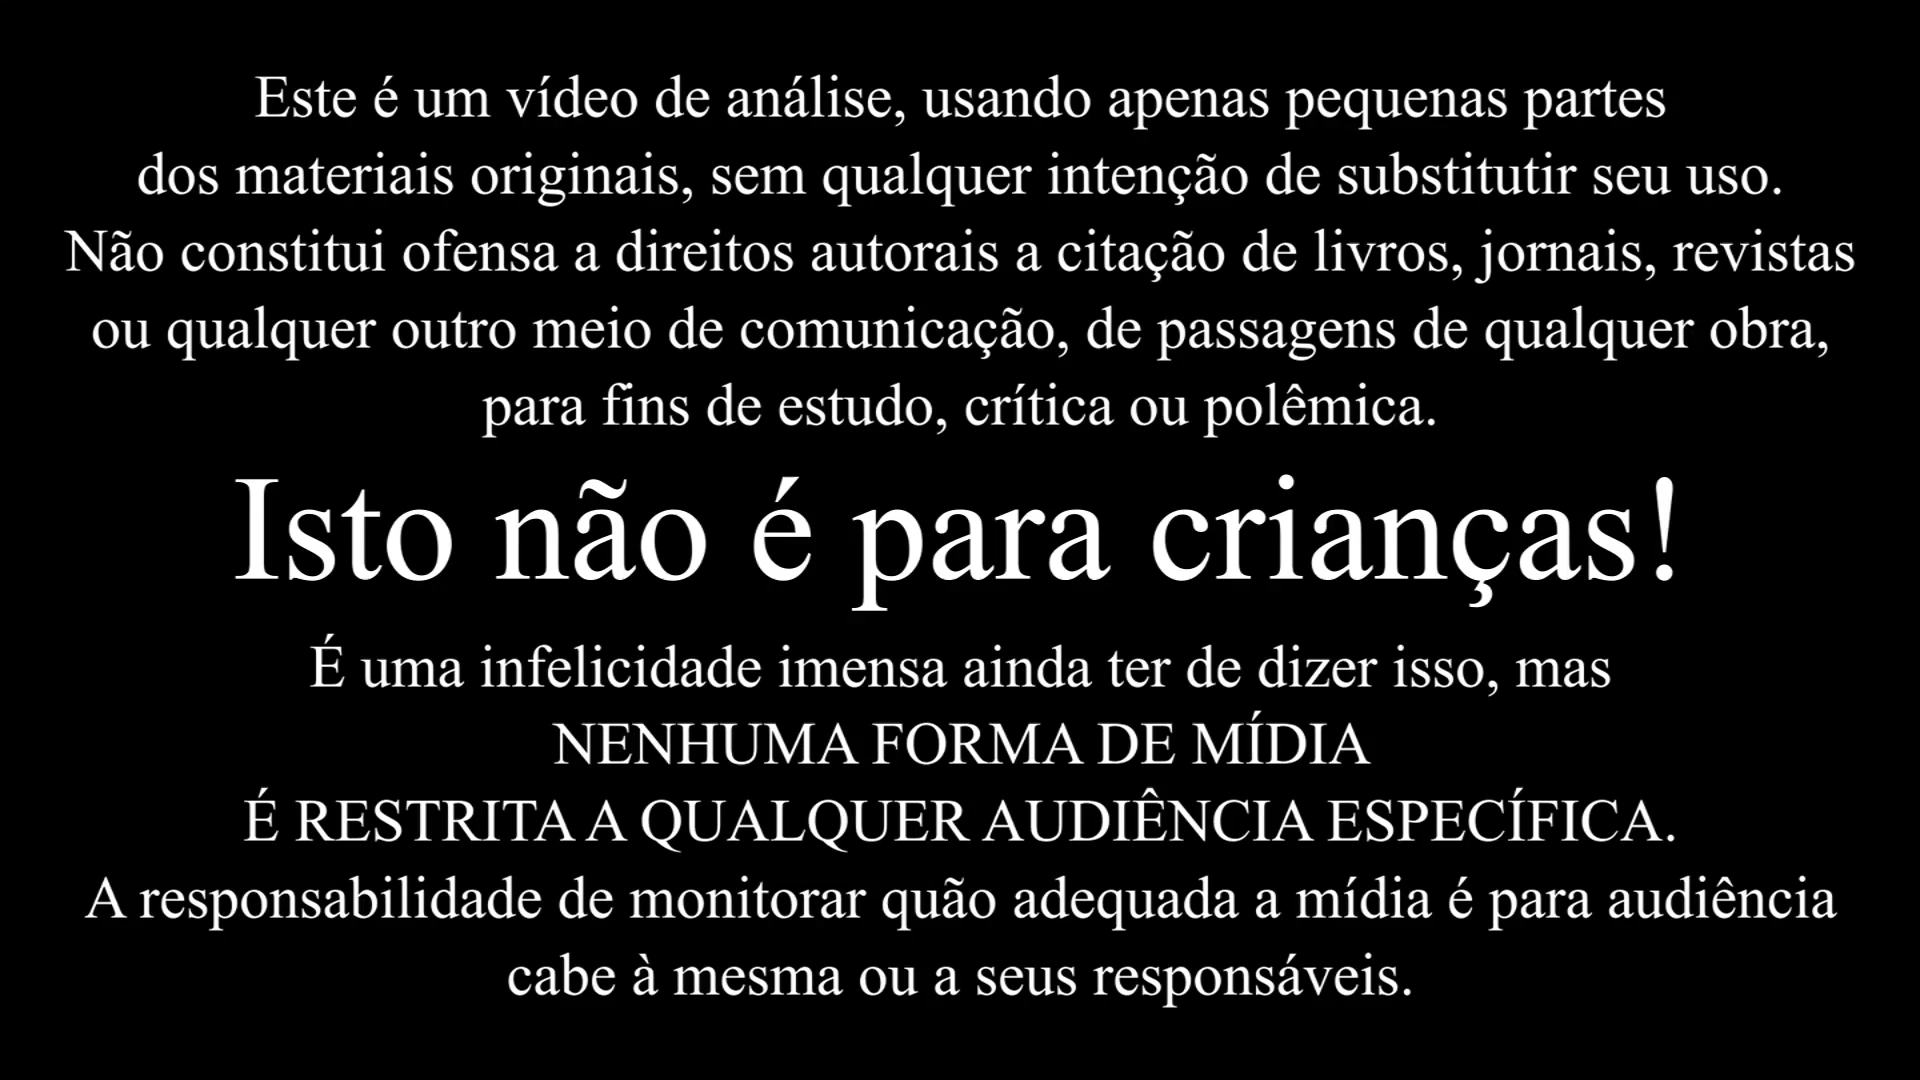 Este é um vídeo de análise, usando apenas pequenas partes
dos materiais originais, sem qualquer intenção de substitutir seu uso.
Não constitui ofensa a direitos autorais a citação de livros, jornais, revistas
ou qualquer outro meio de comunicação, de passagens de qualquer obra,
para fins de estudo, crítica ou polêmica.
Isto não é para crianças!
É uma infelicidade imensa ainda ter de dizer isso, mas
NENHUMA FORMA DE MÍDIA
É RESTRITA A QUALQUER AUDIÊNCIA ESPECÍFICA.
A responsabilidade de monitorar quão adequada a mídia é para audiência
cabe à mesma ou a seus responsáveis.